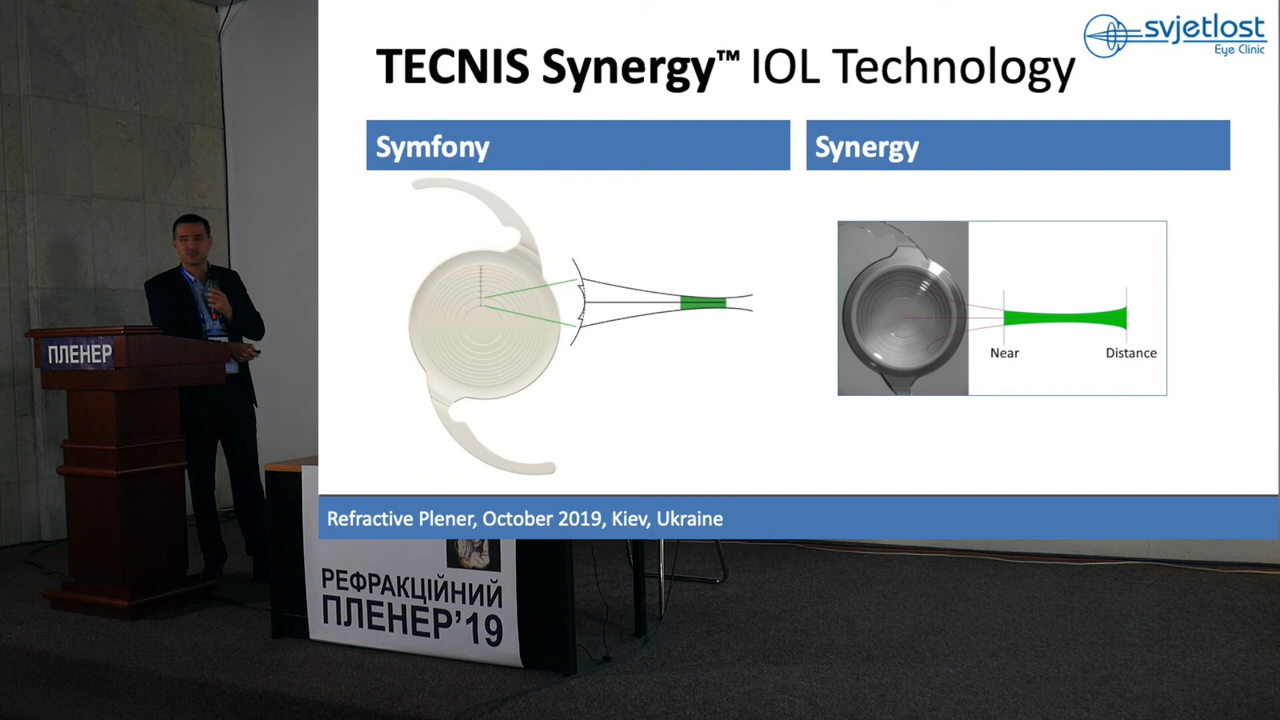 svjetlost
Eye Clinic
TECNIS Synergy™ IOL Technology
Symfony
Synergy
Near
Distance
Refractive Plener, October 2019, Kiev, Ukraine
ПЛЕНЕР
РЕФРАКЦІЙНИЙ
ПЛЕНЕР’19